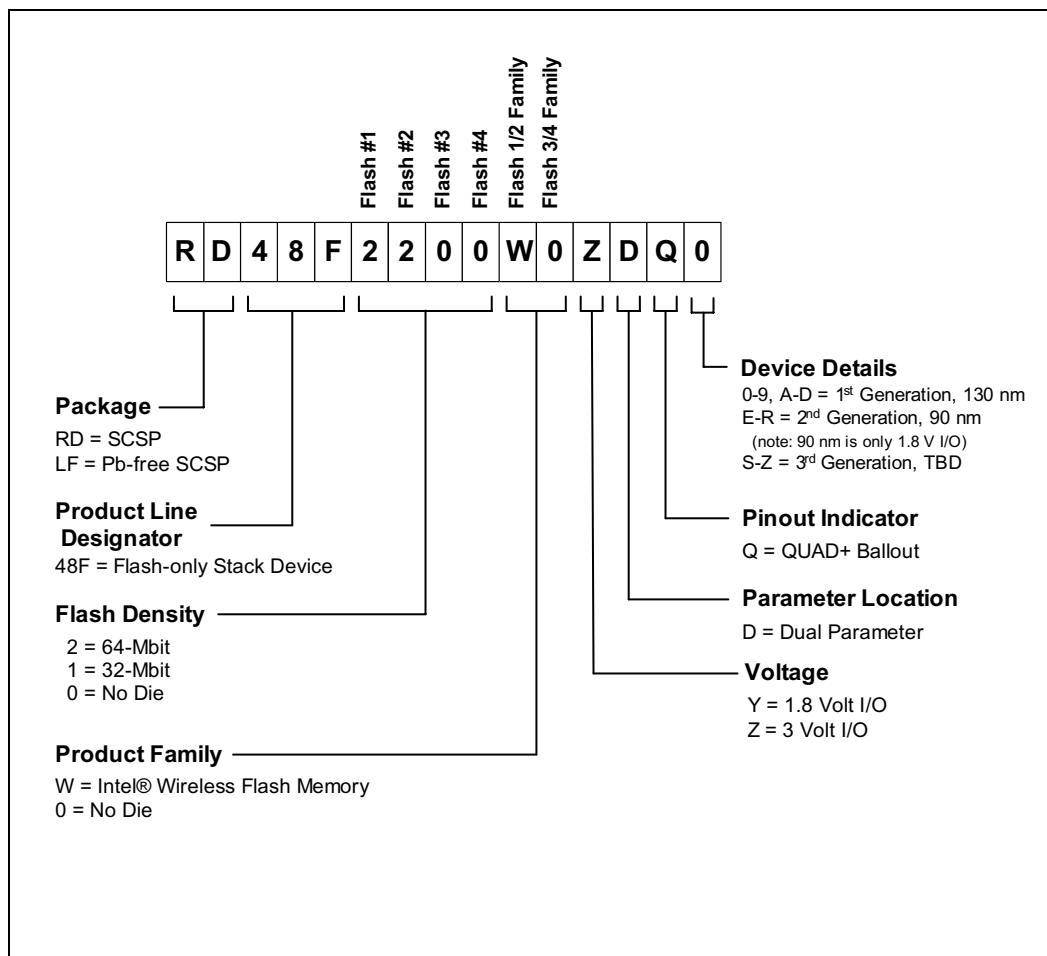 Flash #1
Flash #2
Flash #3
Flash #4
Flash 1/2 Family
Flash 3/4 Family
R D 4 8 F 2 2 0 0 W 0 Z D Q 0
Package
RD = SCSP
LF = Pb-free SCSP
Product Line
Designator
48F = Flash-only Stack Device
Flash Density
2 = 64-Mbit
1 = 32-Mbit
0 = No Die
Product Family
W = Intel® Wireless Flash Memory
0 = No Die
Device Details
0-9, A-D = 1st Generation, 130 nm
E-R = 2nd Generation, 90 nm
(note: 90 nm is only 1.8 V I/O)
S-Z = 3rd Generation, TBD
Pinout Indicator
Q = QUAD+ Ballout
Parameter Location
D = Dual Parameter
Voltage
Y = 1.8 Volt I/O
Z = 3 Volt I/O